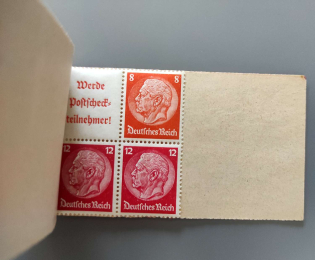 Werde
Postscheck-
teilnehmer!
8 8
Deutsches Reich
12 12
Deutsches Reich
12 12
Deutsches Reich